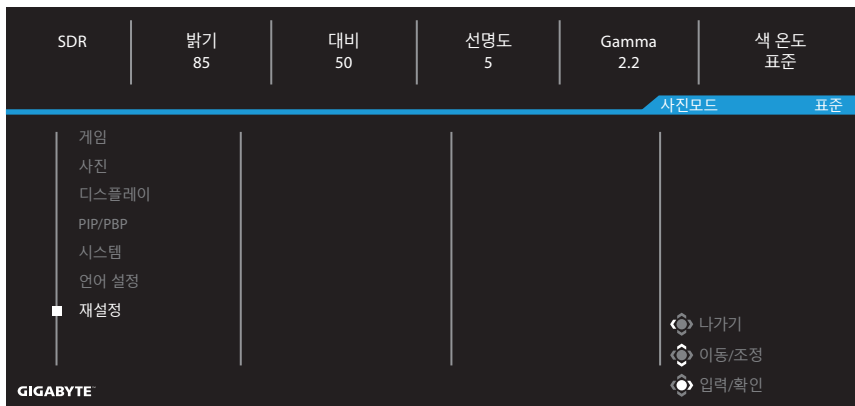 SDR 밝기 대비 선명도 Gamma 색 온도
85 50 5 2.2 표준
사진모드 표준
게임
사진
디스플레이
PIP/PBP
시스템
언어 설정
재설정
나가기
이동/조정
입력/확인
GIGABYTE™